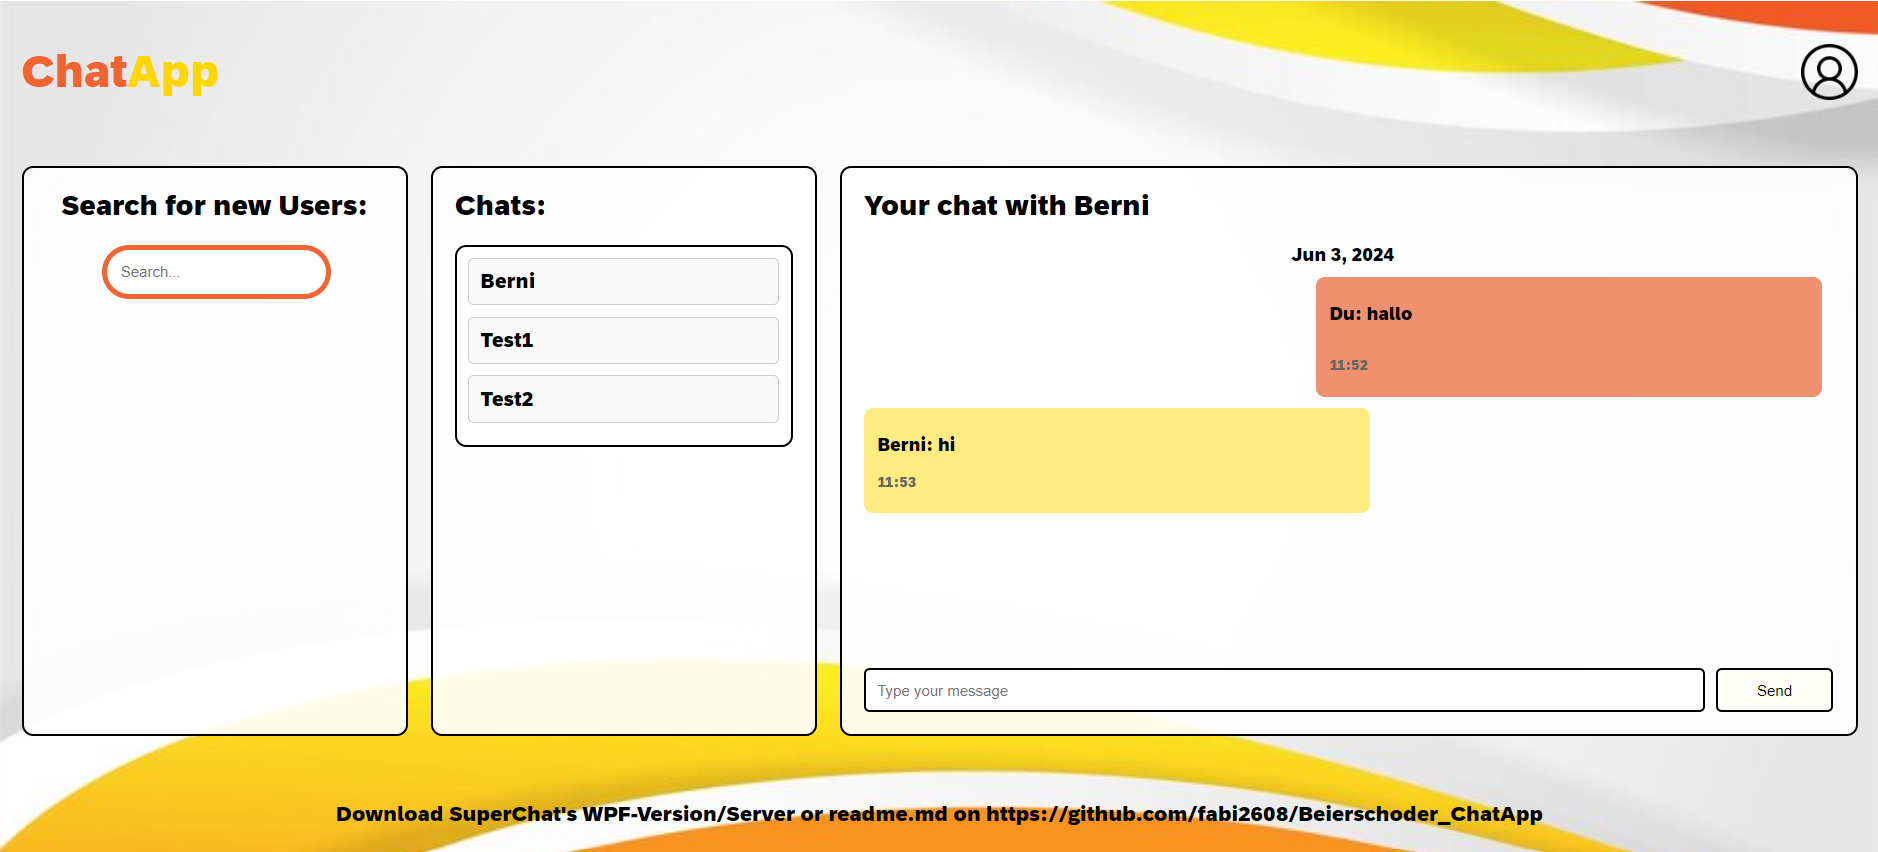 ChatApp
Search for new Users:
Search...
Chats:
Berni
Test1
Test2
Your chat with Berni
Jun 3, 2024
Du: hallo
11:52
Berni: hi
11:53
Type your message
Send
Download SuperChat's WPF-Version/Server or readme.md on https://github.com/fabi2608/Beierschoder_ChatApp